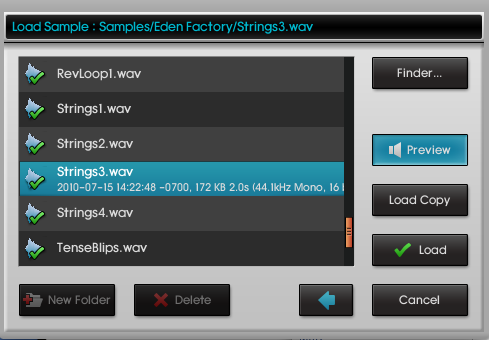 Load Sample : Samples/Eden Factory/Strings3.wav
RevLoop1.wav
Finder...
Strings1.wav
Strings2.wav
Preview
Strings3.wav
2010-07-15 14:22:48 -0700, 172 KB 2.0s (44.1kHz Mono, 16
Load Copy
Strings4.wav
TenseBlips.wav
Load
New Folder
Delete
Cancel